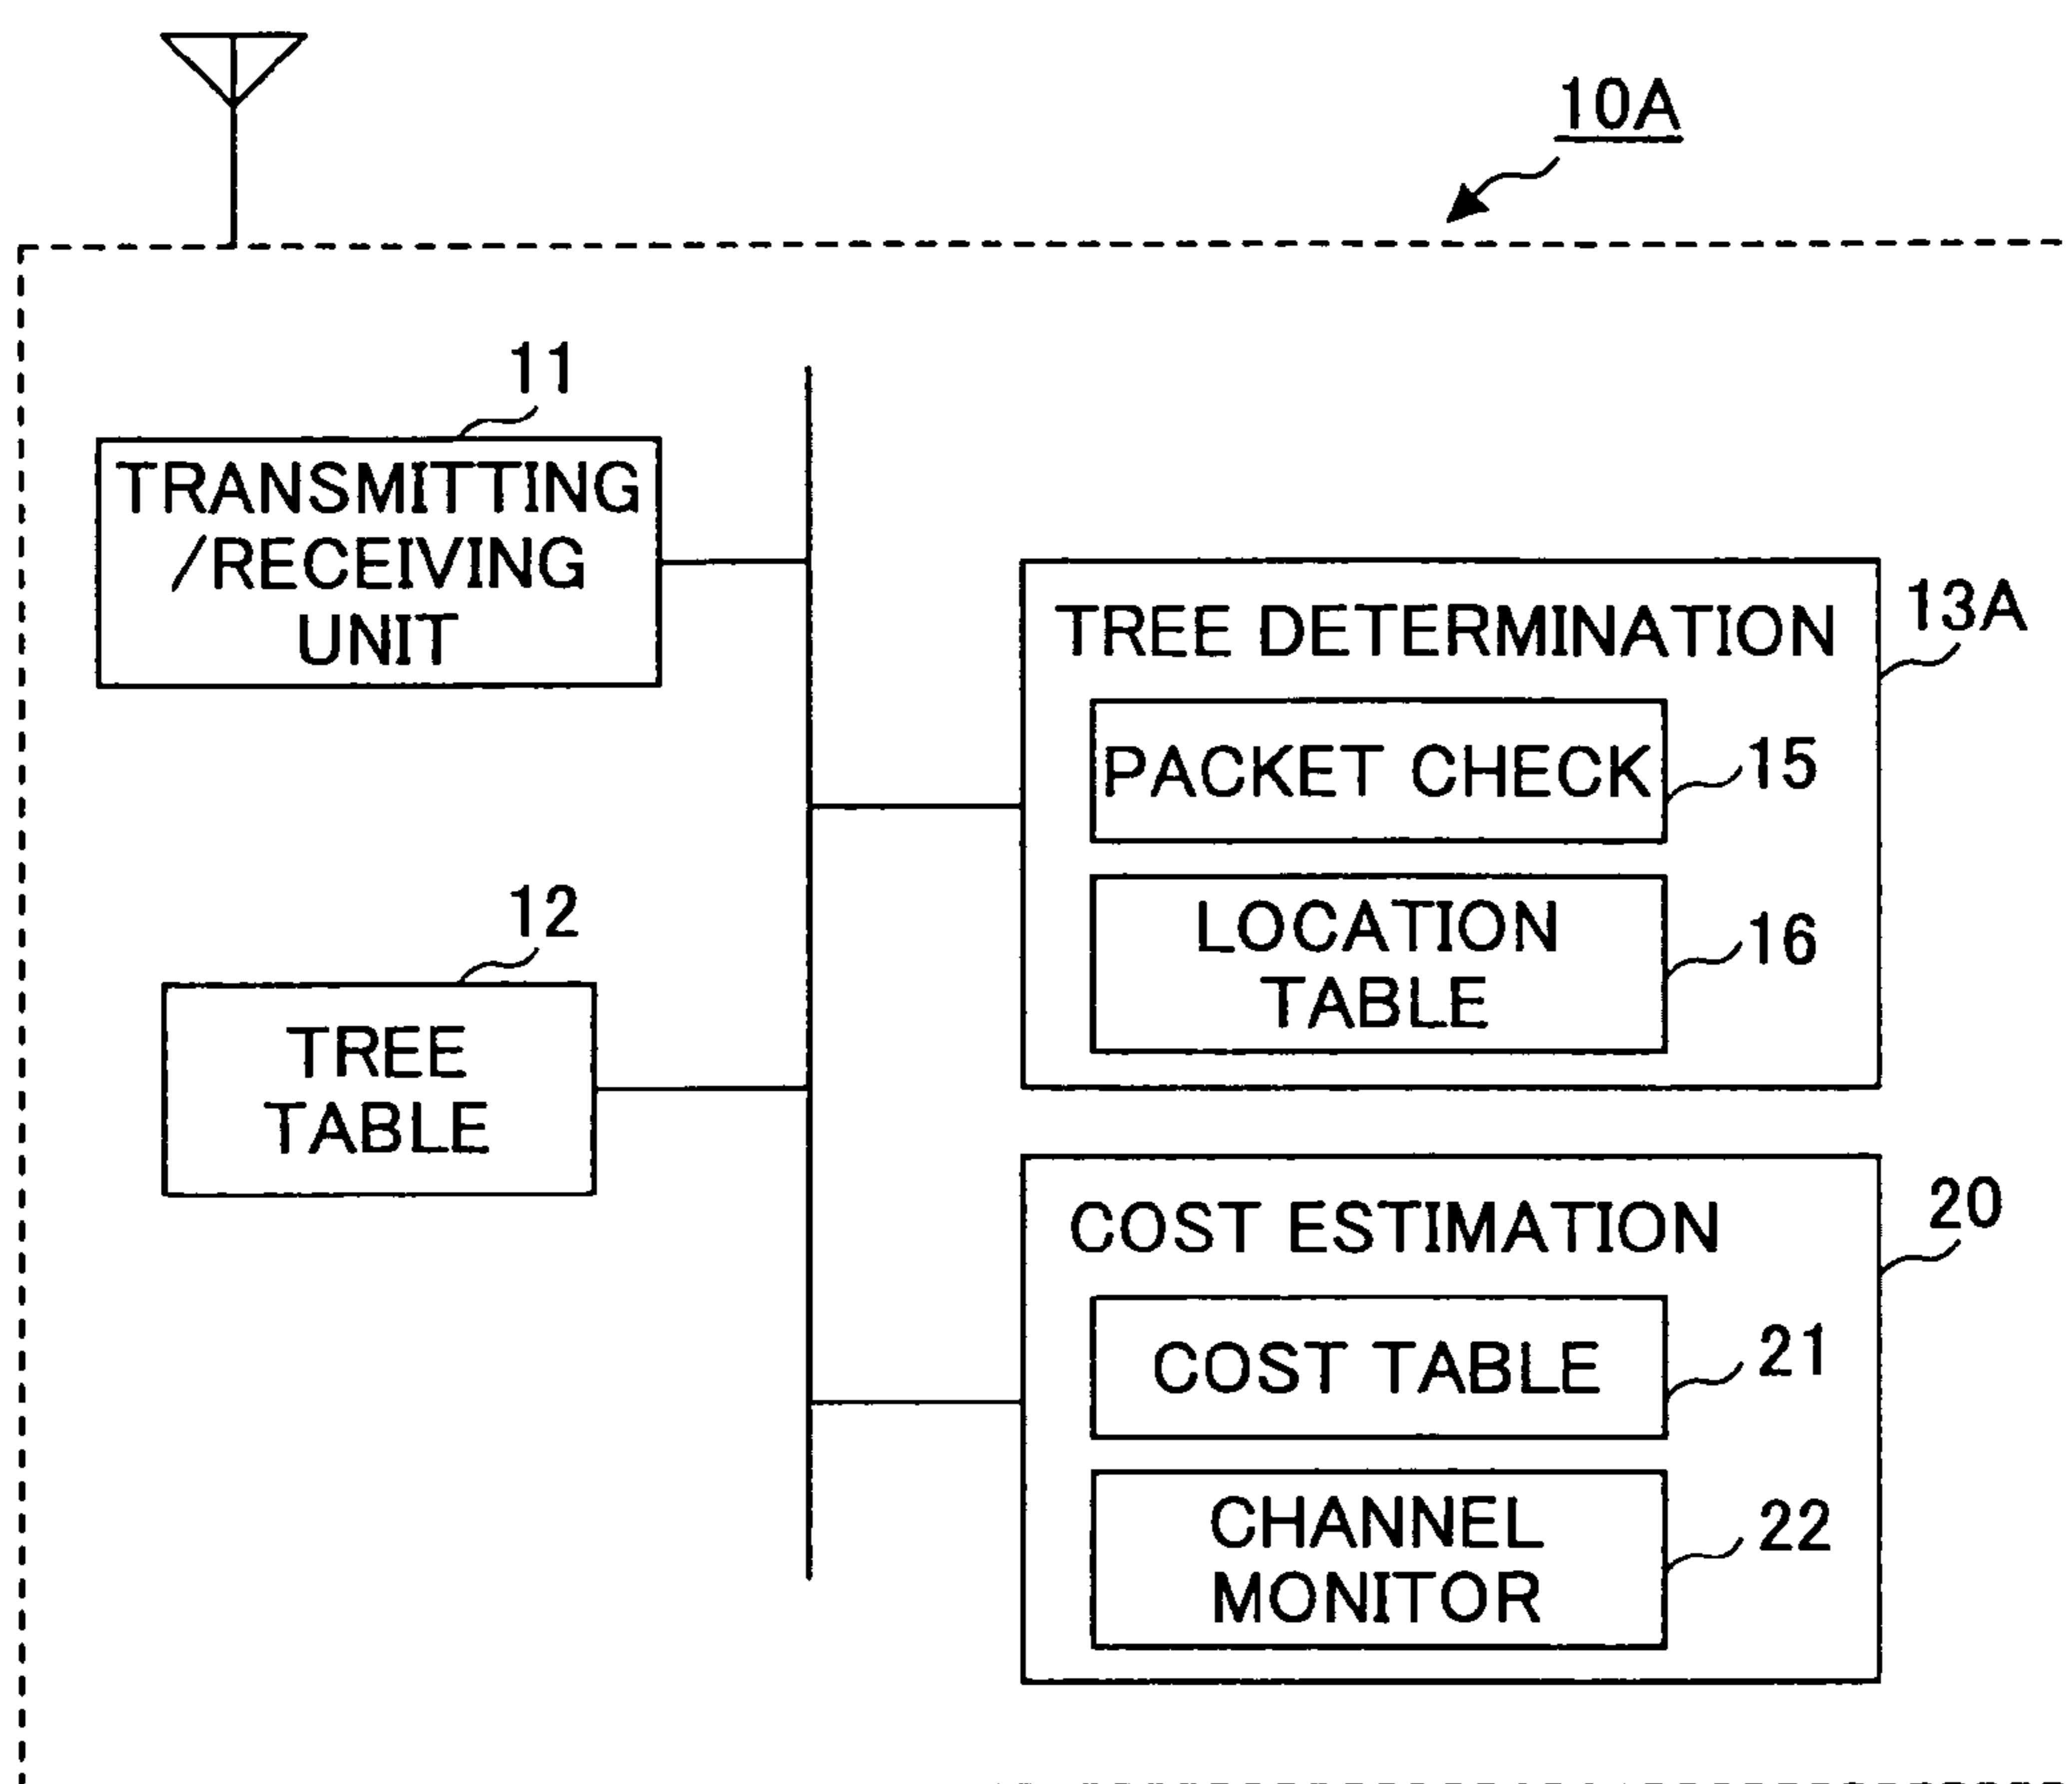 10A
11
TRANSMITTING
/RECEIVING
UNIT
12
TREE
TABLE
TREE DETERMINATION
13A
PACKET CHECK
15
LOCATION
TABLE
16
COST ESTIMATION
20
COST TABLE
21
CHANNEL
MONITOR
22